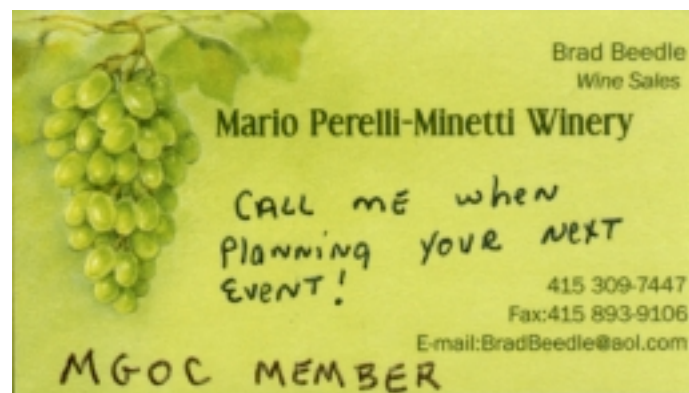 Brad Beedle
Wine Sales
Mario Perelli-Minetti Winery
CALL ME when
PlANNiNg YOUR NEXT
EVENT!
415 309-7447
Fax:415 893-9106
E-mail:BradBeedle@aol.com
MGOC MEMBER